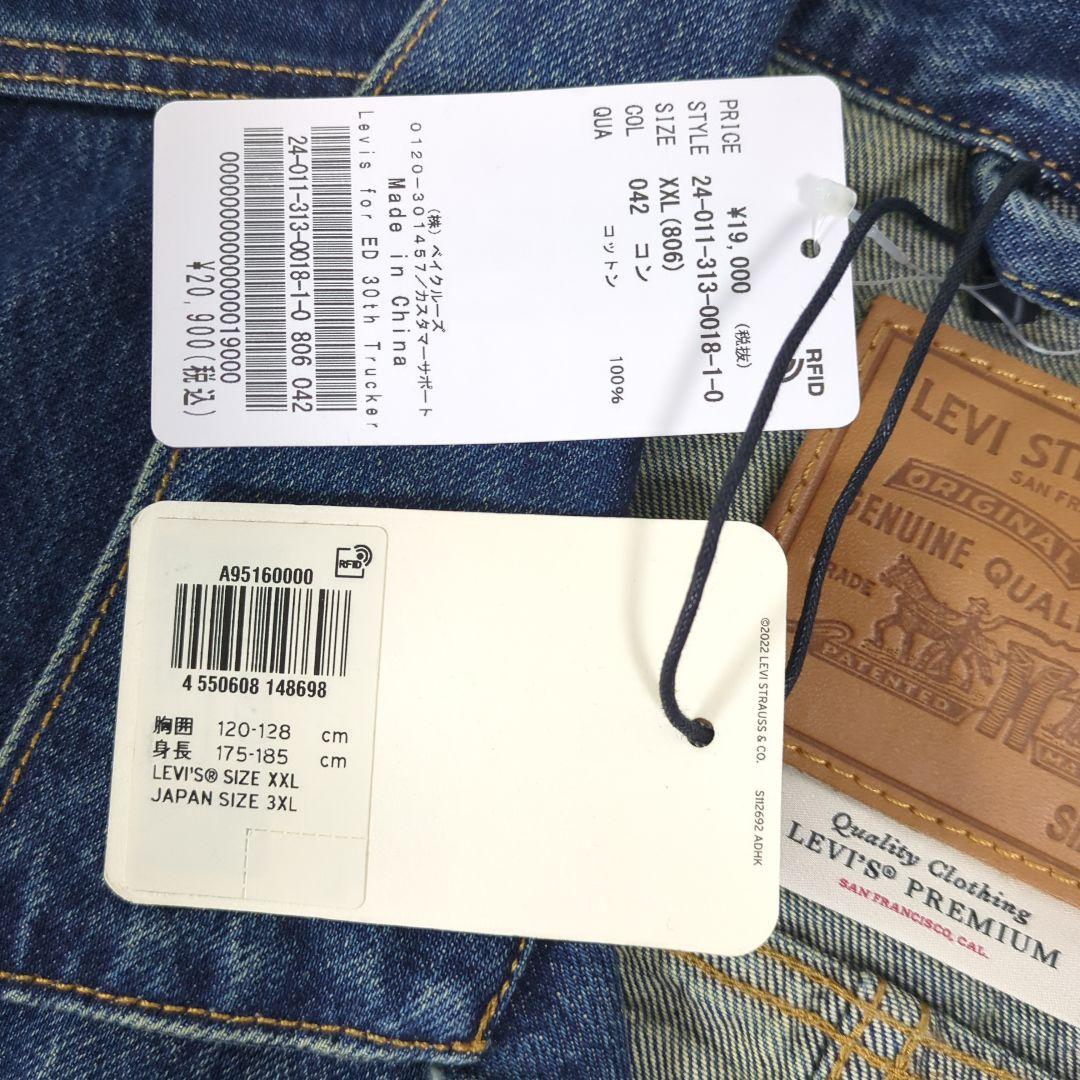 PRICE ¥19,000 (税抜)
STYLE 24-011-313-0018-1-0
SIZE XXL(806)
COL 042 コン
QUA コットン 100%
RFID
(株)ベイクルーズ
0120-301457/カスタマーサポート
Made in China
Levis for ED 30th Trucker
24-011-313-0018-1-0 806 042
¥20,900(税込)
RFID
A95160000
4 550608 148698
胸囲 120-128 cm
身長 175-185 cm
LEVI'S® SIZE XXL
JAPAN SIZE 3XL
©2022 LEVI STRAUSS & CO.
S112692 ADHK
LEVI
SAN
ORIGINAL
GENUINE
TRADE
PATENTED
Quality Clothing
LEVI'S® PREMIUM
SAN FRANCISCO, CAL.